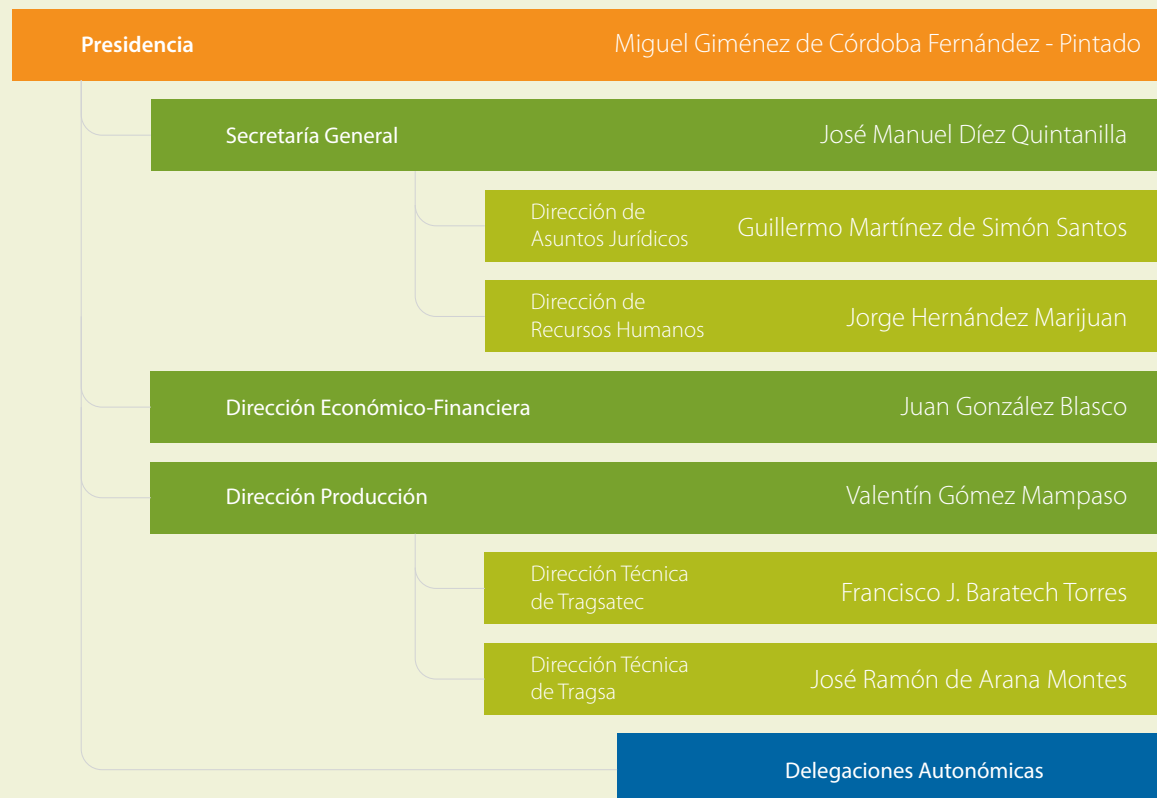 Presidencia Miguel Giménez de Córdoba Fernández - Pintado
Secretaría General José Manuel Díez Quintanilla
Dirección de
Asuntos Jurídicos Guillermo Martínez de Simón Santos
Dirección de
Recursos Humanos Jorge Hernández Marijuan
Dirección Económico-Financiera Juan González Blasco
Dirección Producción Valentín Gómez Mampaso
Dirección Técnica
de Tragsatec Francisco J. Baratech Torres
Dirección Técnica
de Tragsa José Ramón de Arana Montes
Delegaciones Autonómicas